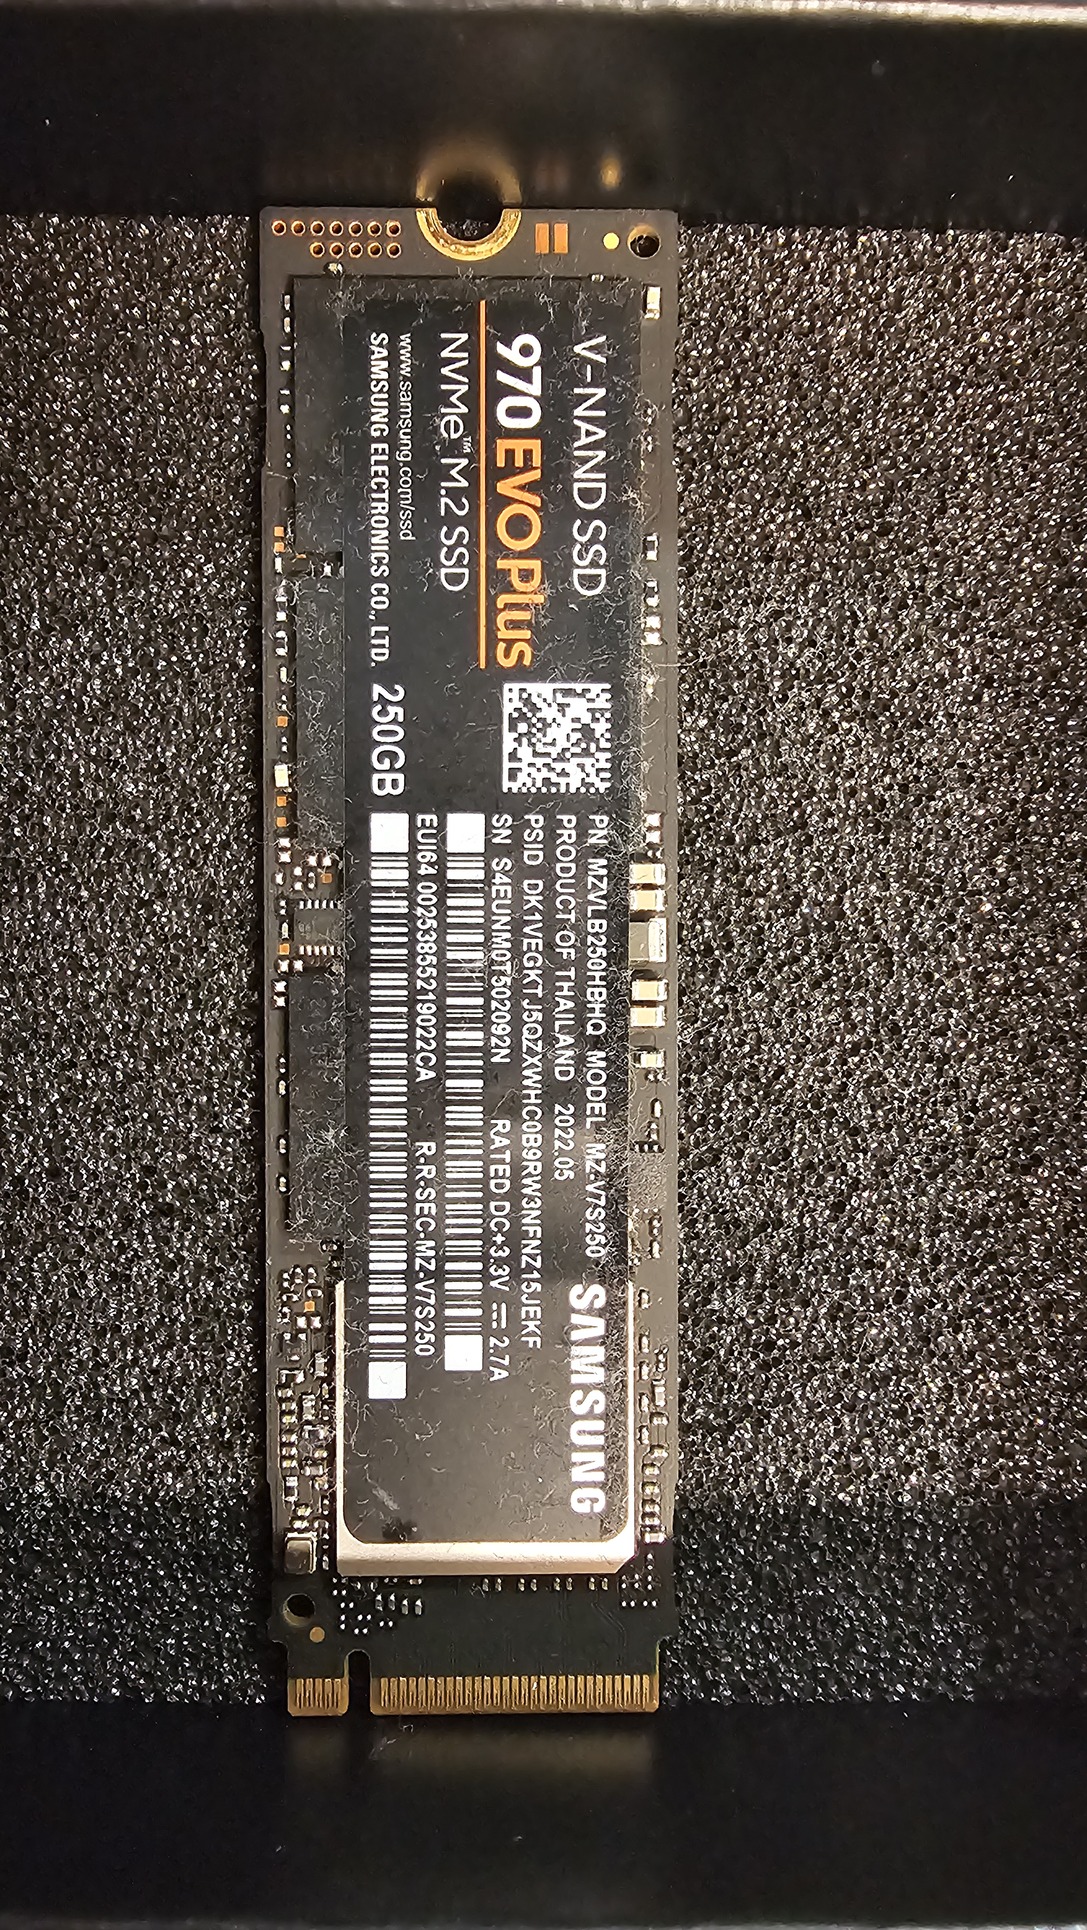 V-NAND SSD
970 EVO Plus
NVMe™ M.2 SSD
www.samsung.com/ssd
SAMSUNG ELECTRONICS CO., LTD.
250GB
PN MZVLB250HBHQ MODEL MZ-V7S250
PRODUCT OF THAILAND 2022.05
PSID DK1VEGKTJ5QZXWHC0B9RW3NFNZ15JEKF
SN S4EUNM0T502092N RATED DC+3.3V ⎓ 2.7A
EUI64 00253855219022CA R.R.SEC-MZ-V7S250
SAMSUNG